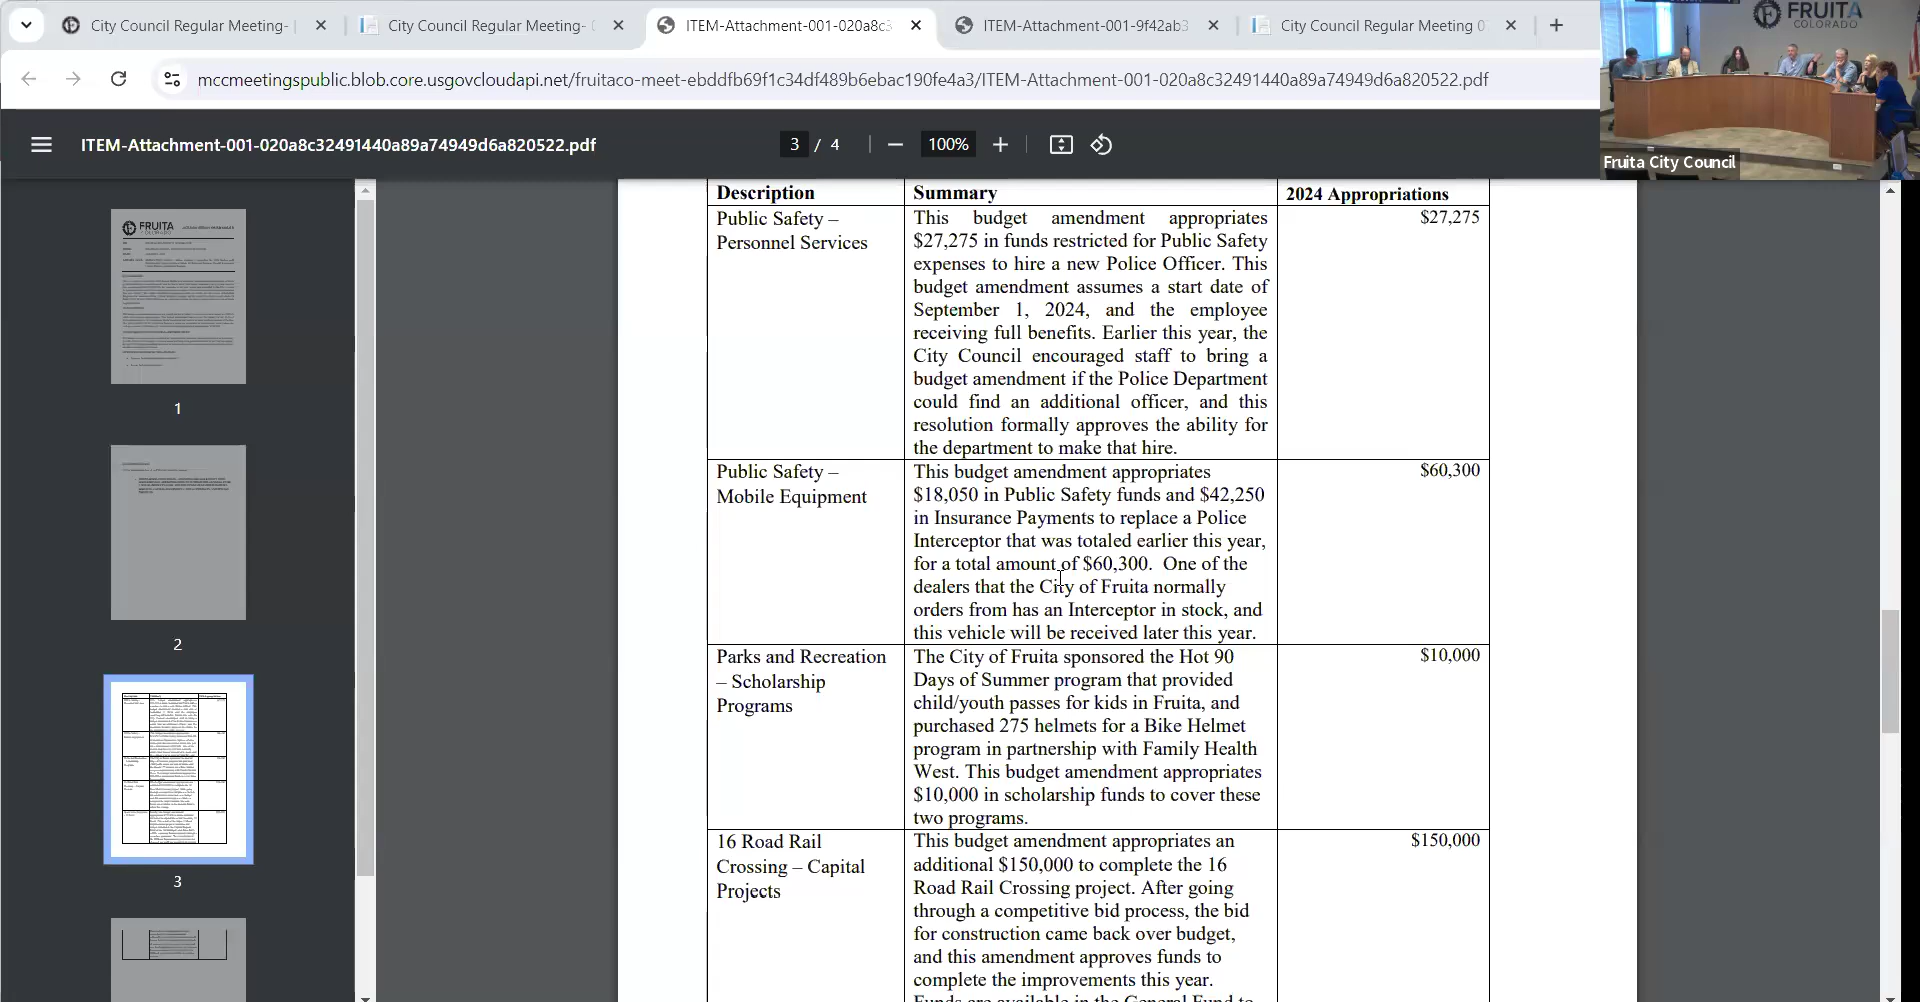 City Council Regular Meeting-
City Council Regular Meeting-
ITEM-Attachment-001-020a8c3
ITEM-Attachment-001-9f42ab3
City Council Regular Meeting 0
mccmeetingspublic.blob.core.usgovcloudapi.net/fruitaco-meet-ebddfb69f1c34df489b6ebac190fe4a3/ITEM-Attachment-001-020a8c32491440a89a74949d6a820522.pdf
FRUITA
COLORADO
Fruita City Council
ITEM-Attachment-001-020a8c32491440a89a74949d6a820522.pdf
3 / 4
100%
FRUITA
1
2
3
Description Summary 2024 Appropriations
Public Safety –
Personnel Services
This budget amendment appropriates
$27,275 in funds restricted for Public Safety
expenses to hire a new Police Officer. This
budget amendment assumes a start date of
September 1, 2024, and the employee
receiving full benefits. Earlier this year, the
City Council encouraged staff to bring a
budget amendment if the Police Department
could find an additional officer, and this
resolution formally approves the ability for
the department to make that hire.
$27,275
Public Safety –
Mobile Equipment
This budget amendment appropriates
$18,050 in Public Safety funds and $42,250
in Insurance Payments to replace a Police
Interceptor that was totaled earlier this year,
for a total amount of $60,300. One of the
dealers that the City of Fruita normally
orders from has an Interceptor in stock, and
this vehicle will be received later this year.
$60,300
Parks and Recreation
– Scholarship
Programs
The City of Fruita sponsored the Hot 90
Days of Summer program that provided
child/youth passes for kids in Fruita, and
purchased 275 helmets for a Bike Helmet
program in partnership with Family Health
West. This budget amendment appropriates
$10,000 in scholarship funds to cover these
two programs.
$10,000
16 Road Rail
Crossing – Capital
Projects
This budget amendment appropriates an
additional $150,000 to complete the 16
Road Rail Crossing project. After going
through a competitive bid process, the bid
for construction came back over budget,
and this amendment approves funds to
complete the improvements this year.
Funds are available in the General Fund to
$150,000